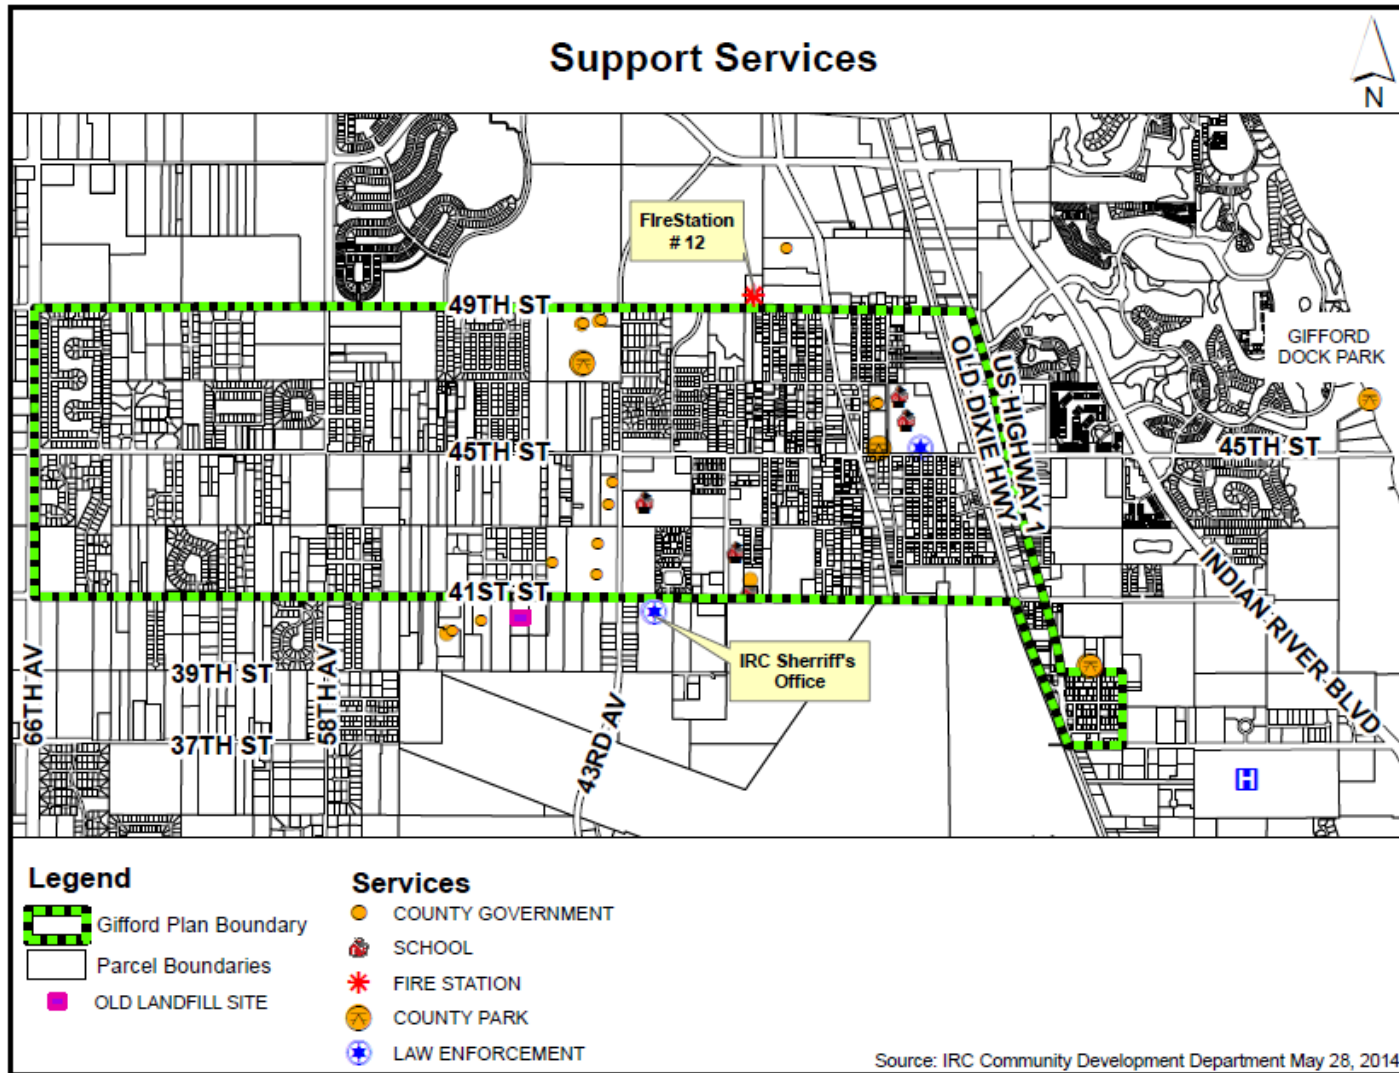 Support Services
N
FIreStation
# 12
49TH ST
GIFFORD
DOCK PARK
OLD DIXIE HWY
US HIGHWAY 1
45TH ST
45TH ST
41ST ST
INDIAN RIVER BLVD
IRC Sherriff's
Office
66TH AV
39TH ST
58TH AV
43RD AV
37TH ST
H
Legend
Gifford Plan Boundary
Parcel Boundaries
OLD LANDFILL SITE
Services
COUNTY GOVERNMENT
SCHOOL
FIRE STATION
COUNTY PARK
LAW ENFORCEMENT
Source: IRC Community Development Department May 28, 2014